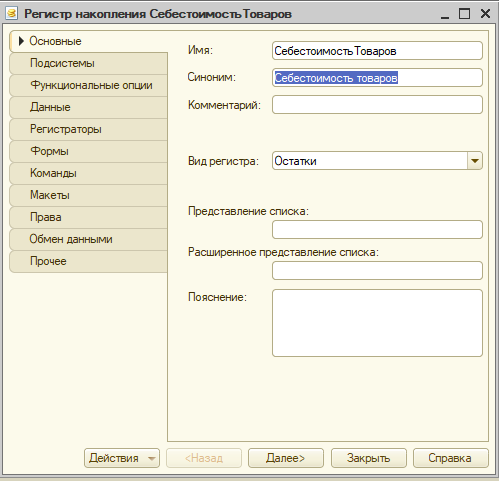 Регистр накопления СебестоимостьТоваров
Основные
Подсистемы
Функциональные опции
Данные
Регистраторы
Формы
Команды
Макеты
Права
Обмен данными
Прочее
Имя: СебестоимостьТоваров
Синоним: Себестоимость товаров
Комментарий:
Вид регистра: Остатки
Представление списка:
Расширенное представление списка:
Пояснение:
Действия <Назад Далее> Закрыть Справка